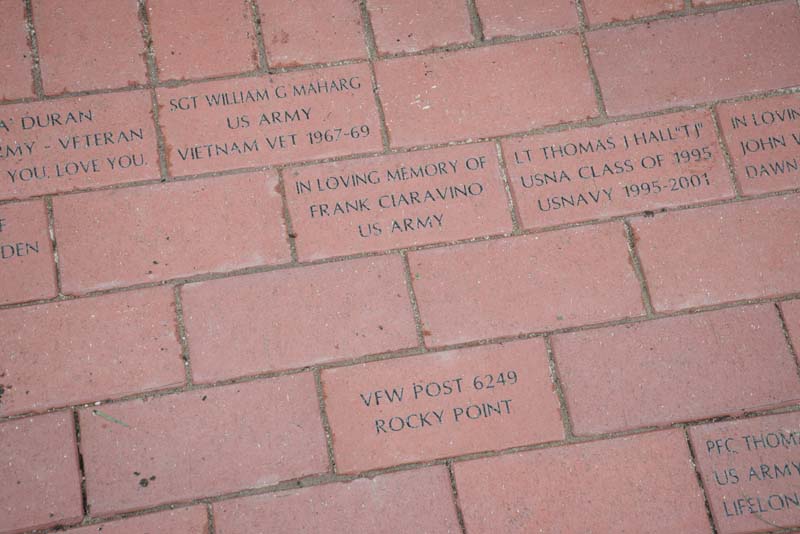 A' DURAN
MY - VETERAN
YOU. LOVE YOU.
SGT WILLIAM G MAHARG
US ARMY
VIETNAM VET 1967-69
IN LOVING MEMORY OF
FRANK CIARAVINO
US ARMY
LT THOMAS J HALL "TJ"
USNA CLASS OF 1995
USNAVY 1995-2001
IN LOVIN
JOHN V
DAWN
F
DEN
VFW POST 6249
ROCKY POINT
PFC THOMA
US ARMY
LIFELON